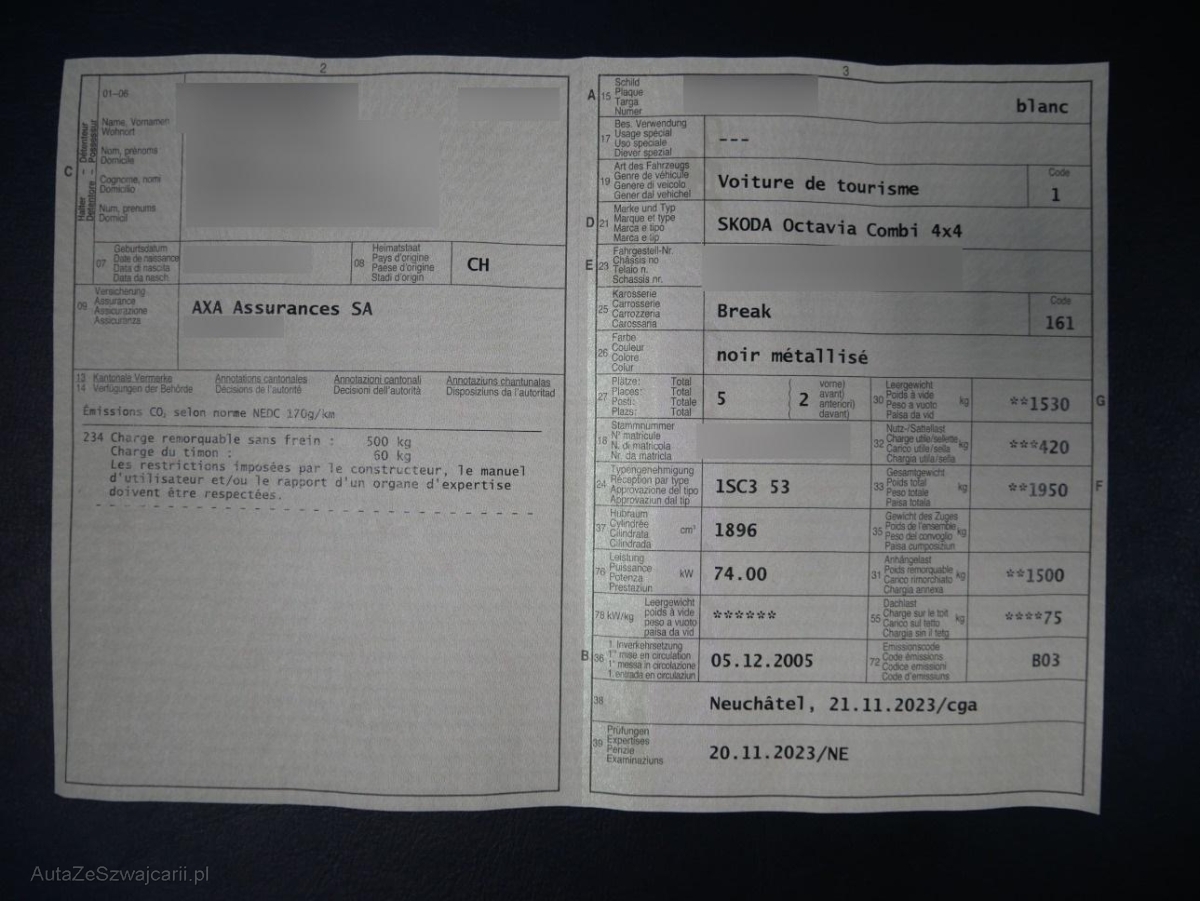 2
01-06
Halter - Détenteur
Detentore - Possessur
C
Name, Vornamen
Wohnort
Nom, prénoms
Domicile
Cognome, nomi
Domicilio
Num, prenums
Domicil
07
Geburtsdatum
Date de naissance
Data di nascita
Data da nasch.
08
Heimatstaat
Pays d'origine
Paese d'origine
Stadi d'origin
CH
09
Versicherung
Assurance
Assicurazione
Assicuranza
AXA Assurances SA
13 Kantonale Vermerke Annotations cantonales Annotazioni cantonali Annotaziuns chantunalas
14 Verfügungen der Behörde Décisions de l'autorité Decisioni dell'autorità Disposiziuns da l'autoritad
Émissions CO₂ selon norme NEDC 170g/km
234 Charge remorquable sans frein : 500 kg
Charge du timon : 60 kg
Les restrictions imposées par le constructeur, le manuel
d'utilisateur et/ou le rapport d'un organe d'expertise
doivent être respectées.
3
A 15
Schild
Plaque
Targa
Numer
blanc
17
Bes. Verwendung
Usage spécial
Uso speciale
Diever spezial
---
19
Art des Fahrzeugs
Genre de véhicule
Genere di veicolo
Gener dal vehichel
Voiture de tourisme
Code
1
D 21
Marke und Typ
Marque et type
Marca e tipo
Marca e tip
SKODA Octavia Combi 4x4
E 23
Fahrgestell-Nr.
Châssis no
Telaio n.
Schassis nr.
25
Karosserie
Carrosserie
Carrozzeria
Carossaria
Break
Code
161
26
Farbe
Couleur
Colore
Colur
noir métallisé
27
Plätze: Total
Places: Total
Posti: Totale
Plazs: Total
5
2
vorne)
avant)
anteriori)
davant)
30
Leergewicht
Poids à vide
Peso a vuoto
Paisa da vid
kg
**1530
G
18
Stammnummer
N° matricule
N. di matricola
Nr. da matricla
32
Nutz-/Sattellast
Charge utile/sellette
Carico utile/sella
Chargia utila/sella
kg
***420
24
Typengenehmigung
Réception par type
Approvazione del tipo
Approvaziun dal tip
1SC3 53
33
Gesamtgewicht
Poids total
Peso totale
Paisa totala
kg
**1950
F
37
Hubraum
Cylindrée
Cilindrata
Cilindrada
cm³
1896
35
Gewicht des Zuges
Poids de l'ensemble
Peso del convoglio
Paisa cumposiziun
kg
76
Leistung
Puissance
Potenza
Prestaziun
kW
74.00
31
Anhängelast
Poids remorquable
Carico rimorchiato
Chargia annexa
kg
**1500
78 kW/kg
Leergewicht
poids à vide
peso a vuoto
paisa da vid
******
55
Dachlast
Charge sur le toit
Carico sul tetto
Chargia sin il tetg
kg
****75
B 36
1. Inverkehrsetzung
1re mise en circulation
1a messa in circolazione
1. entrada en circulaziun
05.12.2005
72
Emissionscode
Code émissions
Codice emissioni
Code d'emissiuns
B03
38
Neuchâtel, 21.11.2023/cga
39
Prüfungen
Expertises
Perizie
Examinaziuns
20.11.2023/NE
AutaZeSzwajcarii.pl